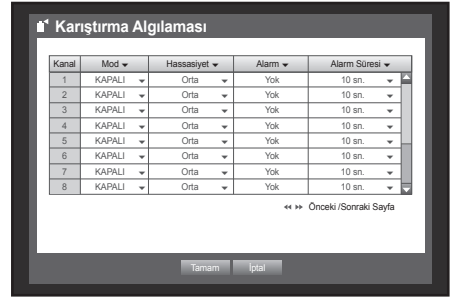 Karıştırma Algılaması
Kanal Mod Hassasiyet Alarm Alarm Süresi
1 KAPALI Orta Yok 10 sn.
2 KAPALI Orta Yok 10 sn.
3 KAPALI Orta Yok 10 sn.
4 KAPALI Orta Yok 10 sn.
5 KAPALI Orta Yok 10 sn.
6 KAPALI Orta Yok 10 sn.
7 KAPALI Orta Yok 10 sn.
8 KAPALI Orta Yok 10 sn.
Önceki /Sonraki Sayfa
Tamam İptal